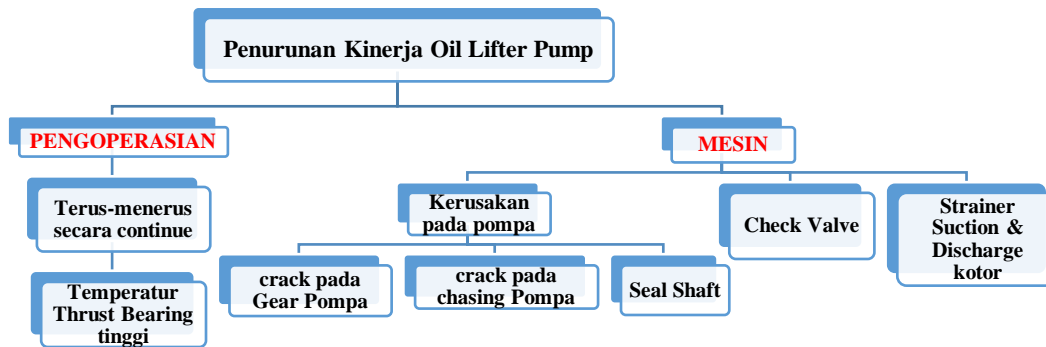 Penurunan Kinerja Oil Lifter Pump
PENGOPERASIAN
MESIN
Terus-menerus
secara continue
Kerusakan
pada pompa
Check Valve
Strainer
Suction &
Discharge
kotor
Temperatur
Thrust Bearing
tinggi
crack pada
Gear Pompa
crack pada
chasing Pompa
Seal Shaft